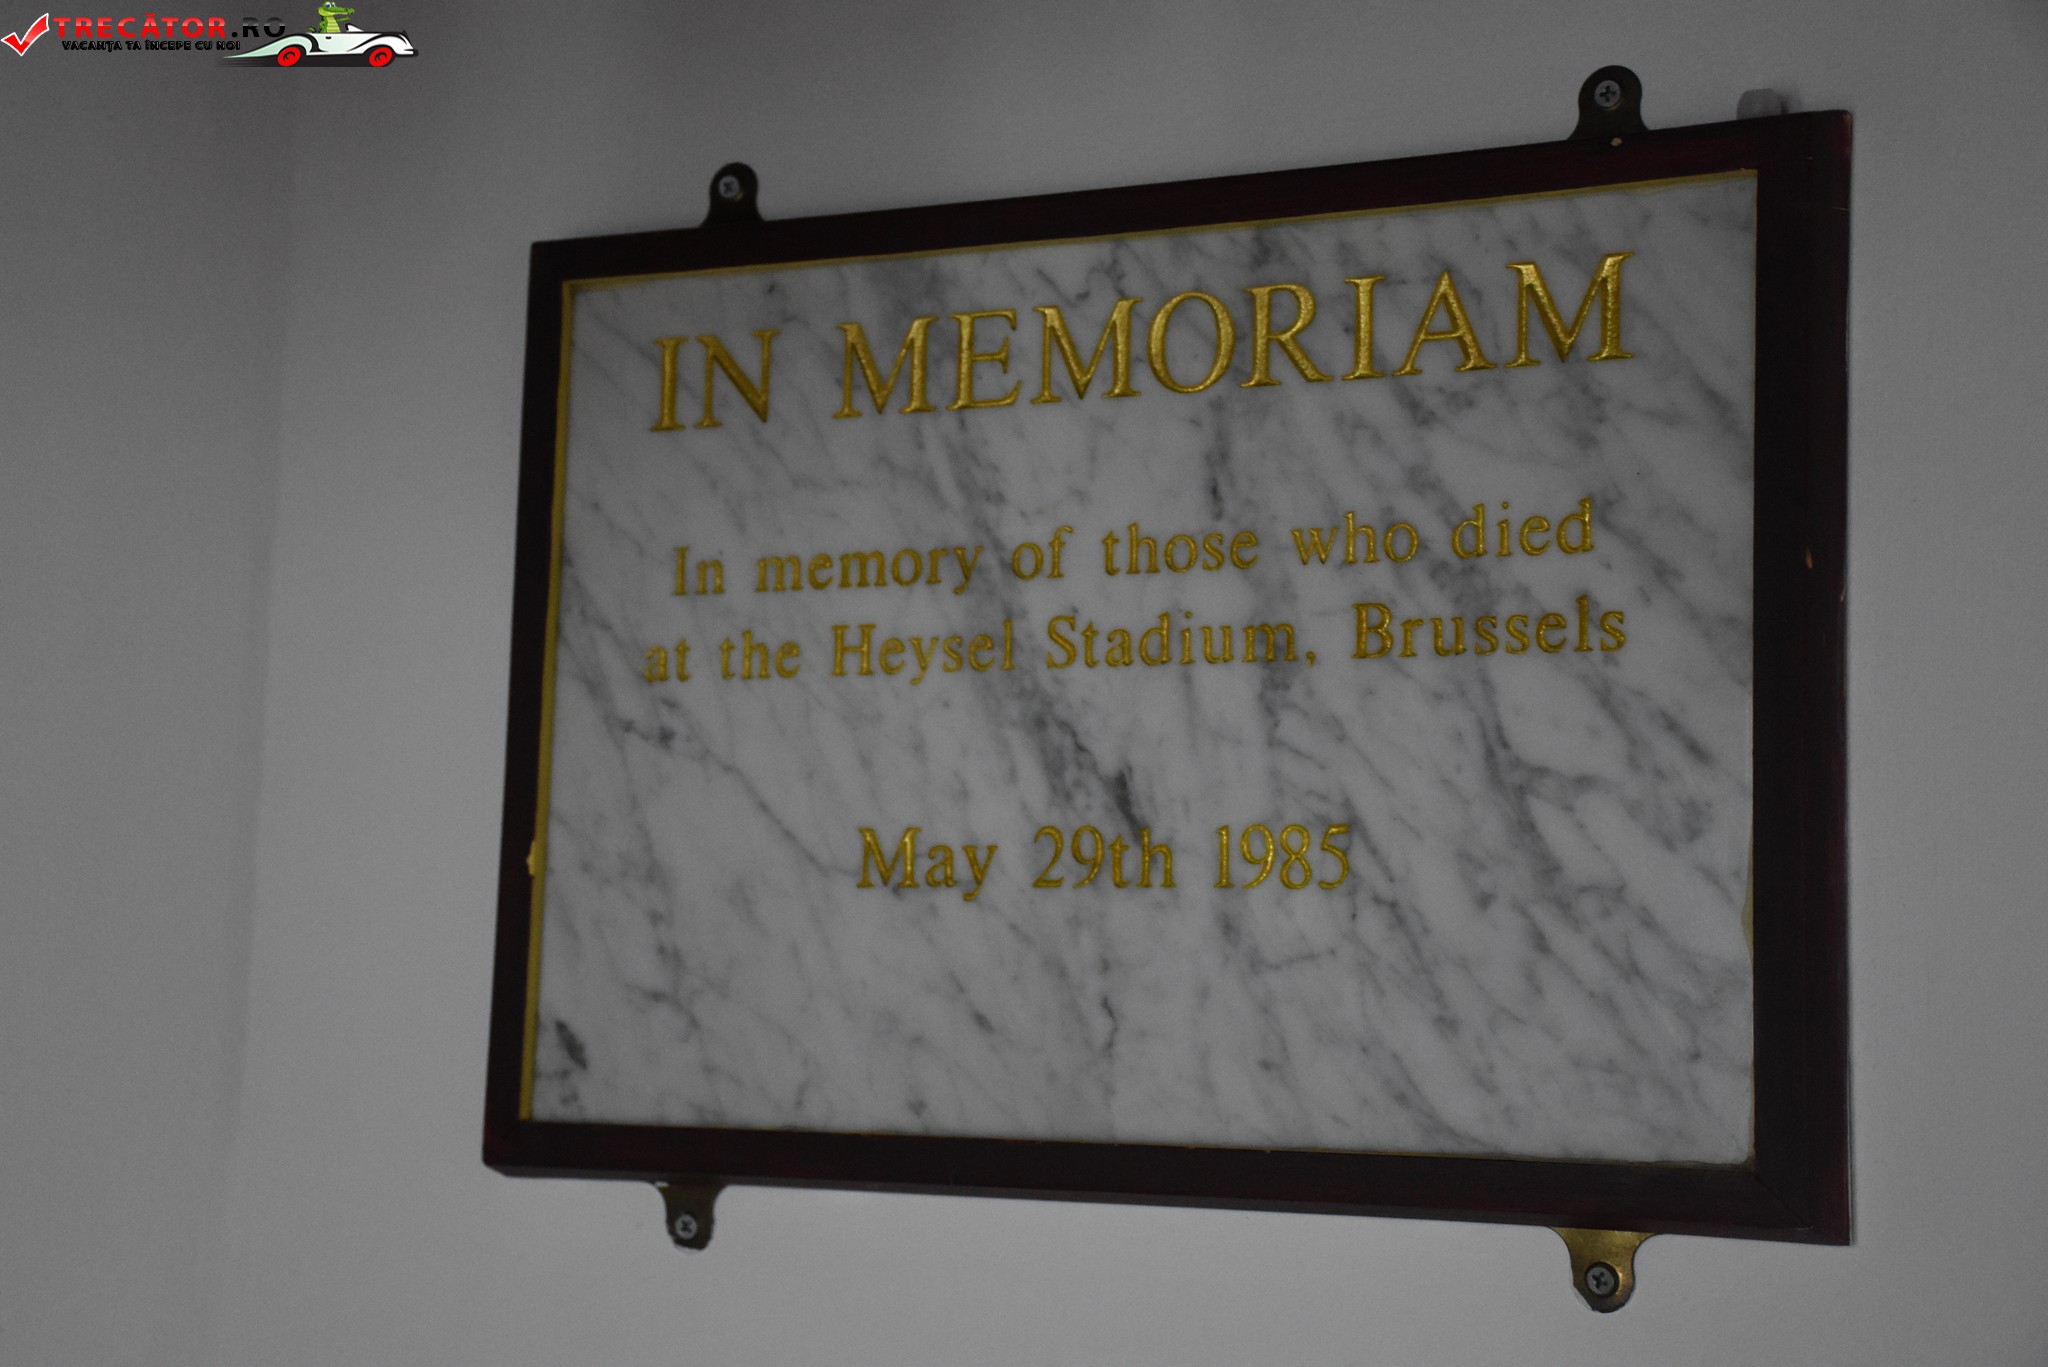 TRECĂTOR.RO
VACANȚA TA ÎNCEPE CU NOI
IN MEMORIAM
In memory of those who died
at the Heysel Stadium, Brussels
May 29th 1985